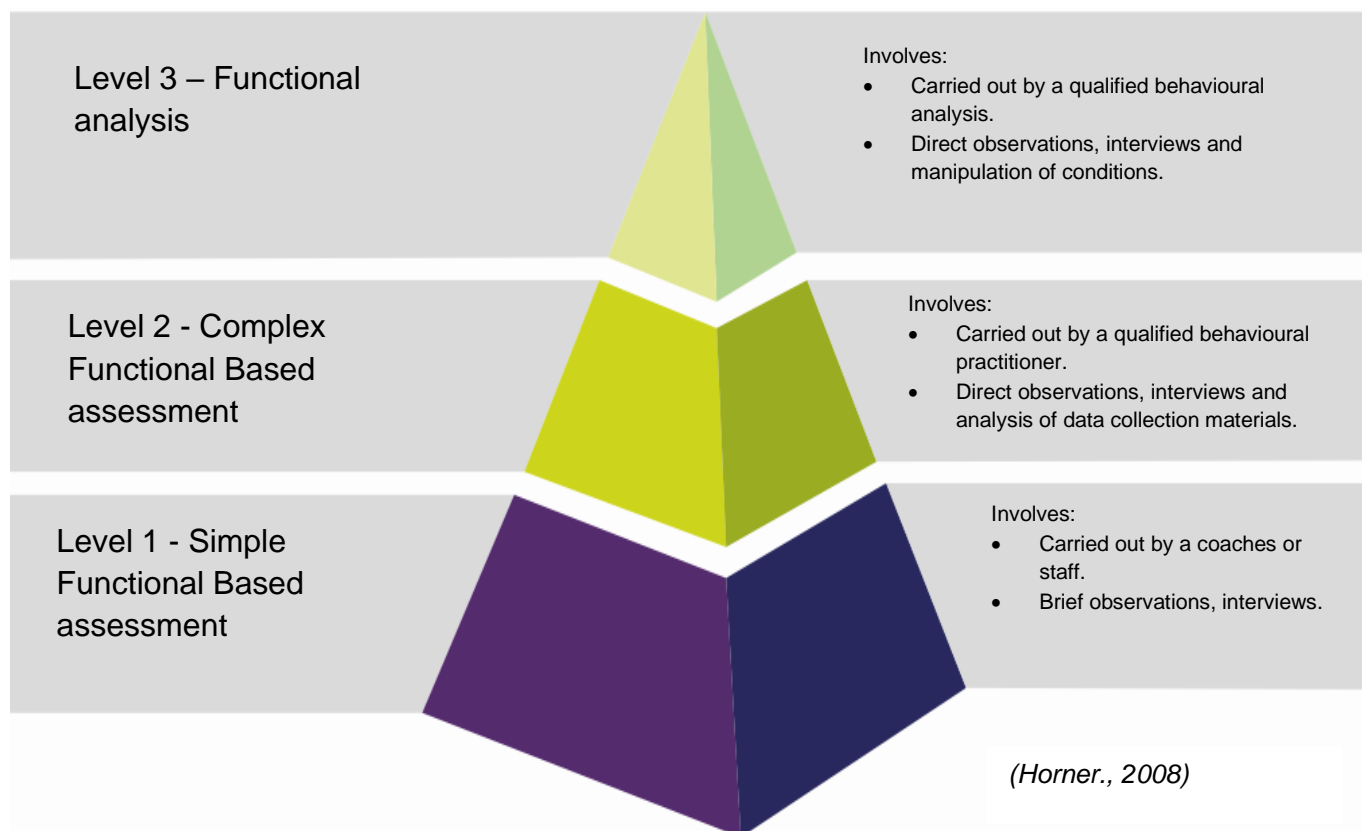 Level 3 – Functional
analysis
Involves:
• Carried out by a qualified behavioural
analysis.
• Direct observations, interviews and
manipulation of conditions.
Level 2 - Complex
Functional Based
assessment
Involves:
• Carried out by a qualified behavioural
practitioner.
• Direct observations, interviews and
analysis of data collection materials.
Level 1 - Simple
Functional Based
assessment
Involves:
• Carried out by a coaches or
staff.
• Brief observations, interviews.
(Horner., 2008)